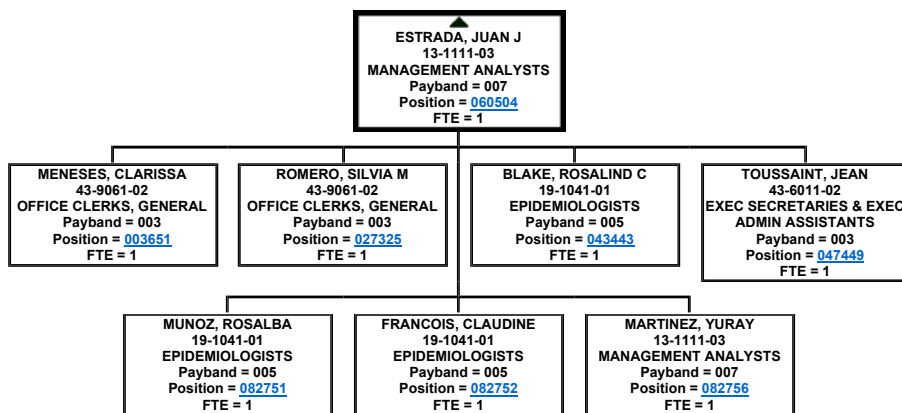 ESTRADA, JUAN J
13-1111-03
MANAGEMENT ANALYSTS
Payband = 007
Position = 060504
FTE = 1
MENESES, CLARISSA
43-9061-02
OFFICE CLERKS, GENERAL
Payband = 003
Position = 003651
FTE = 1
ROMERO, SILVIA M
43-9061-02
OFFICE CLERKS, GENERAL
Payband = 003
Position = 027325
FTE = 1
BLAKE, ROSALIND C
19-1041-01
EPIDEMIOLOGISTS
Payband = 005
Position = 043443
FTE = 1
TOUSSAINT, JEAN
43-6011-02
EXEC SECRETARIES & EXEC
ADMIN ASSISTANTS
Payband = 003
Position = 047449
FTE = 1
MUNOZ, ROSALBA
19-1041-01
EPIDEMIOLOGISTS
Payband = 005
Position = 082751
FTE = 1
FRANCOIS, CLAUDINE
19-1041-01
EPIDEMIOLOGISTS
Payband = 005
Position = 082752
FTE = 1
MARTINEZ, YURAY
13-1111-03
MANAGEMENT ANALYSTS
Payband = 007
Position = 082756
FTE = 1